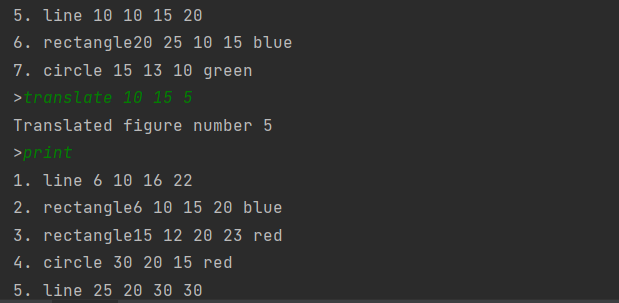 5. line 10 10 15 20
6. rectangle20 25 10 15 blue
7. circle 15 13 10 green
>translate 10 15 5
Translated figure number 5
>print
1. line 6 10 16 22
2. rectangle6 10 15 20 blue
3. rectangle15 12 20 23 red
4. circle 30 20 15 red
5. line 25 20 30 30